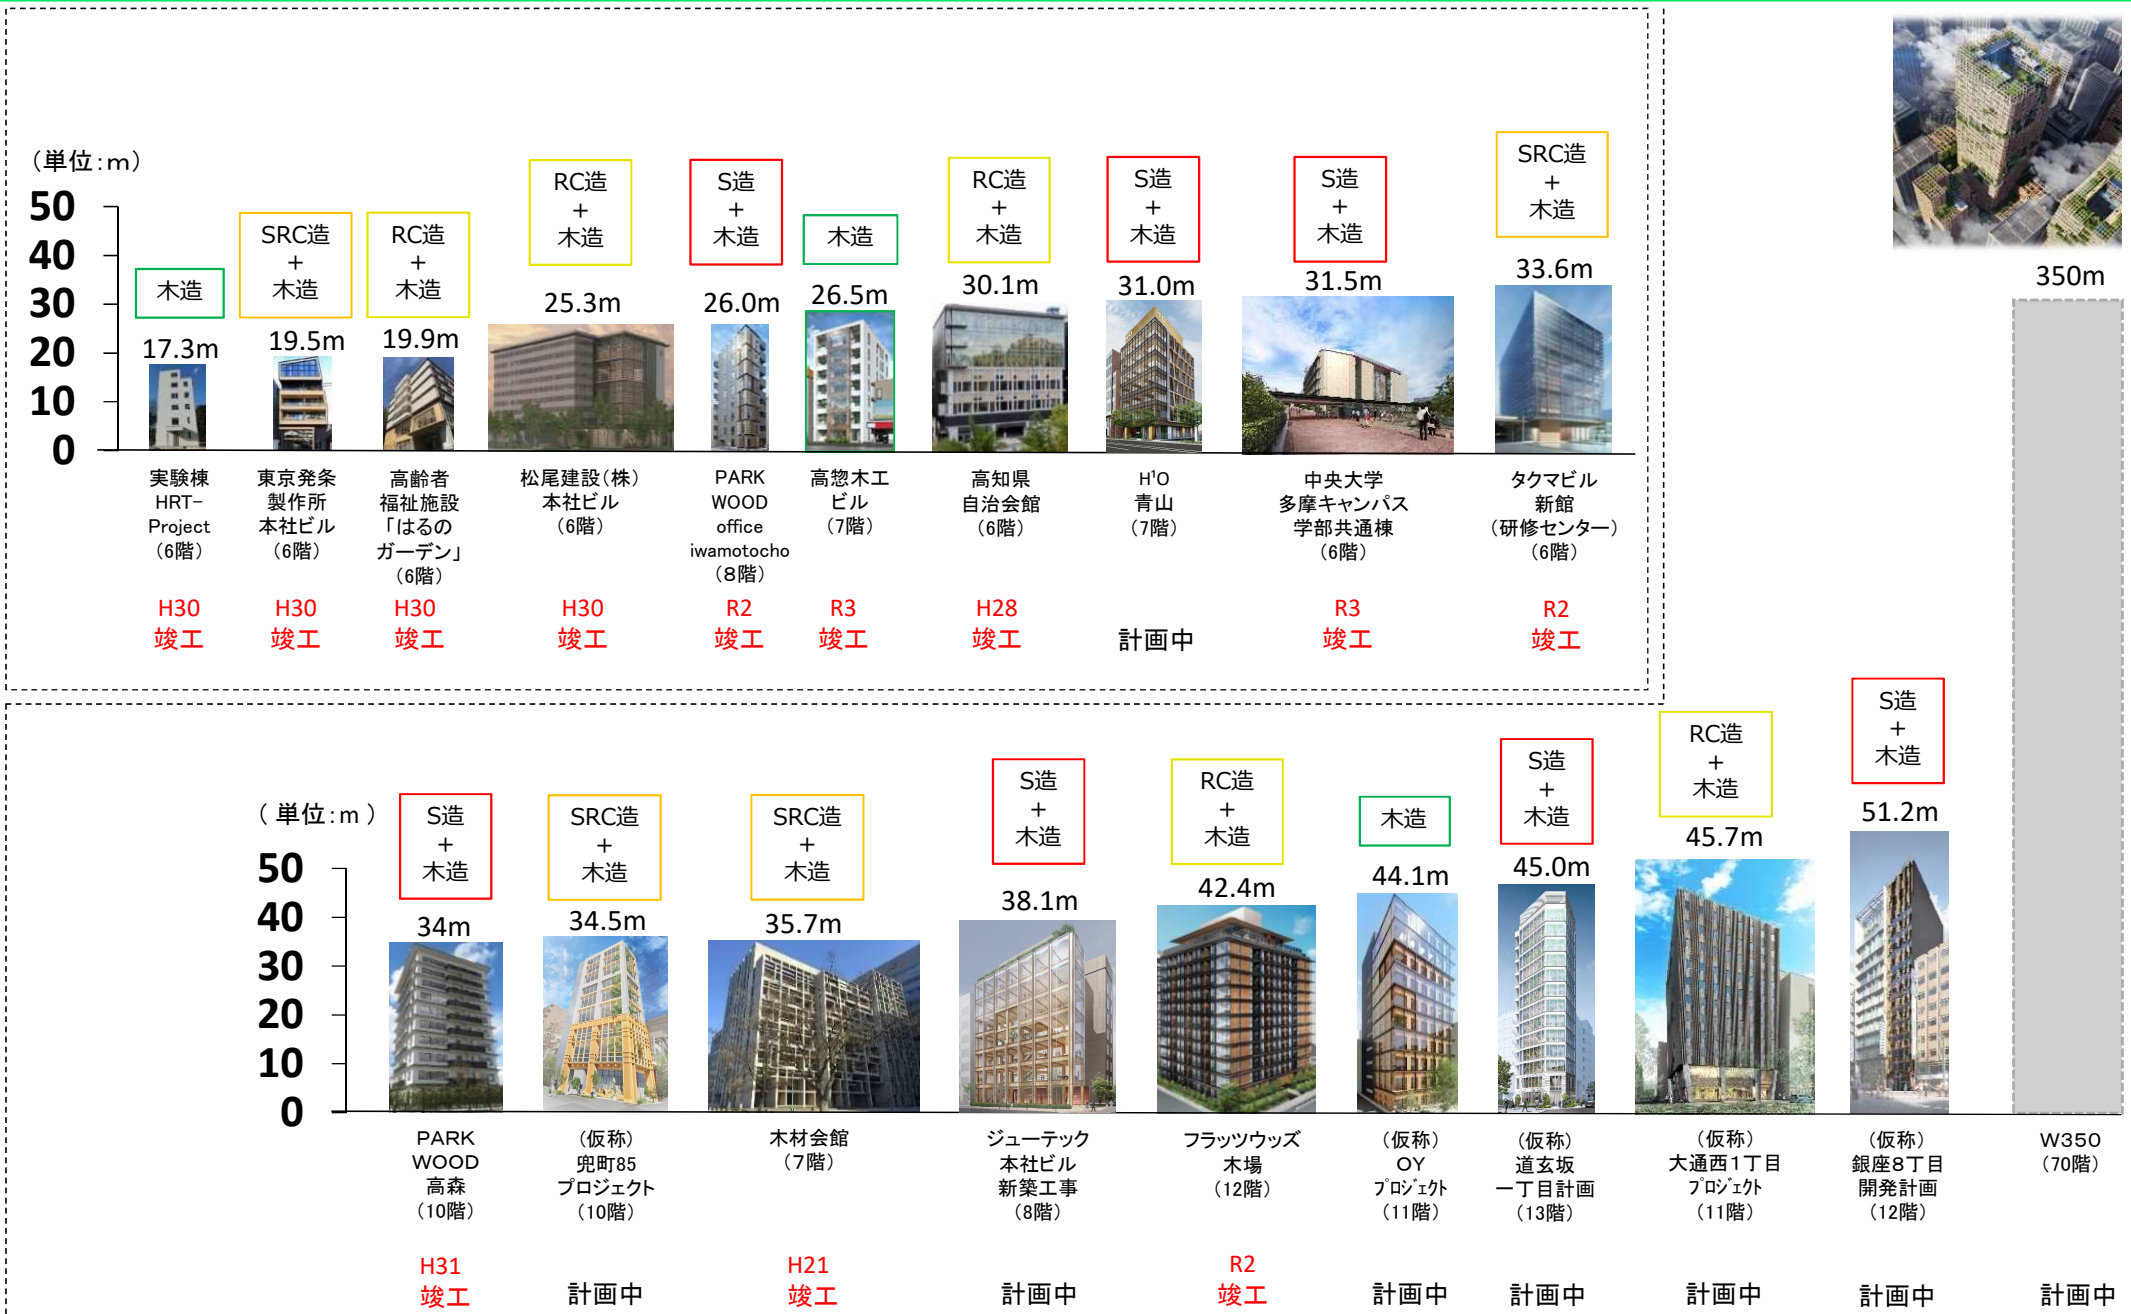 （単位：ｍ）
50
40
30
20
10
0
木造
17.3m
実験棟
HRT-
Project
（6階）
H30
竣工
SRC造
+
木造
19.5m
東京発条
製作所
本社ビル
（6階）
H30
竣工
RC造
+
木造
19.9m
高齢者
福祉施設
「はるの
ガーデン」
（6階）
H30
竣工
RC造
+
木造
25.3m
松尾建設（株）
本社ビル
（6階）
H30
竣工
S造
+
木造
26.0m
PARK
WOOD
office
iwamotocho
（８階）
R2
竣工
木造
26.5m
高惣木工
ビル
（7階）
R3
竣工
RC造
+
木造
30.1m
高知県
自治会館
（6階）
H28
竣工
S造
+
木造
31.0m
H¹O
青山
（7階）
計画中
S造
+
木造
31.5m
中央大学
多摩キャンパス
学部共通棟
（6階）
R3
竣工
SRC造
+
木造
33.6m
タクマビル
新館
（研修センター）
（6階）
R2
竣工
350m
（単位：ｍ）
50
40
30
20
10
0
S造
+
木造
34m
PARK
WOOD
高森
（10階）
H31
竣工
SRC造
+
木造
34.5m
（仮称）
兜町85
プロジェクト
（10階）
計画中
SRC造
+
木造
35.7m
木材会館
（７階）
H21
竣工
S造
+
木造
38.1m
ジューテック
本社ビル
新築工事
（8階）
計画中
RC造
+
木造
42.4m
フラッツウッズ
木場
（12階）
R2
竣工
木造
44.1m
（仮称）
OY
ﾌﾟﾛｼﾞｪｸﾄ
（11階）
計画中
S造
+
木造
45.0m
（仮称）
道玄坂
一丁目計画
（13階）
計画中
RC造
+
木造
45.7m
（仮称）
大通西１丁目
ﾌﾟﾛｼﾞｪｸﾄ
（11階）
計画中
S造
+
木造
51.2m
（仮称）
銀座８丁目
開発計画
（12階）
計画中
W350
（70階）
計画中